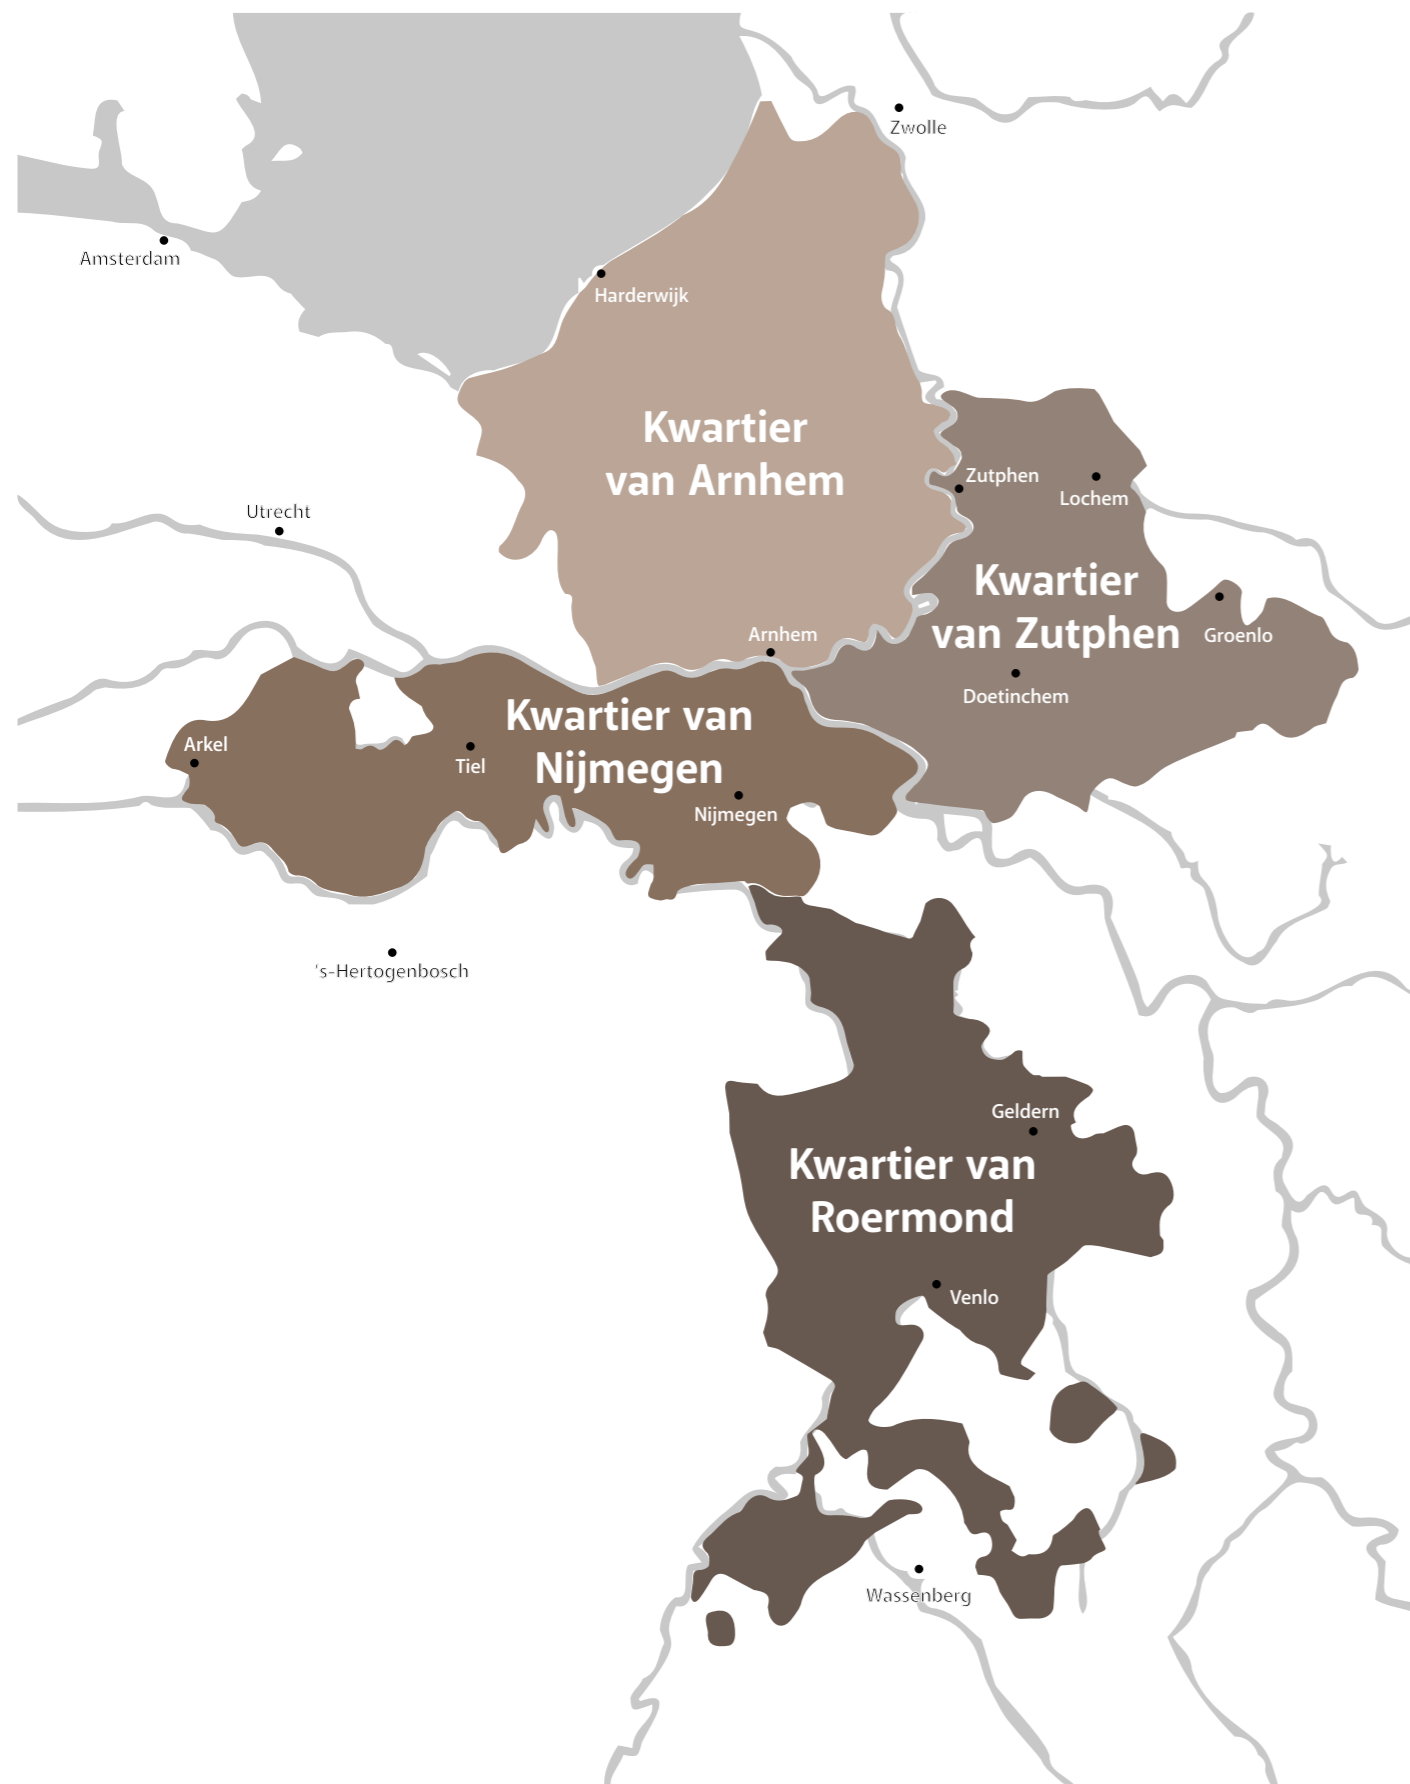 Zwolle
Amsterdam
Harderwijk
Kwartier
van Arnhem
Zutphen
Lochem
Utrecht
Kwartier
van Zutphen
Groenlo
Arnhem
Doetinchem
Kwartier van
Nijmegen
Arkel
Tiel
Nijmegen
's-Hertogenbosch
Geldern
Kwartier van
Roermond
Venlo
Wassenberg